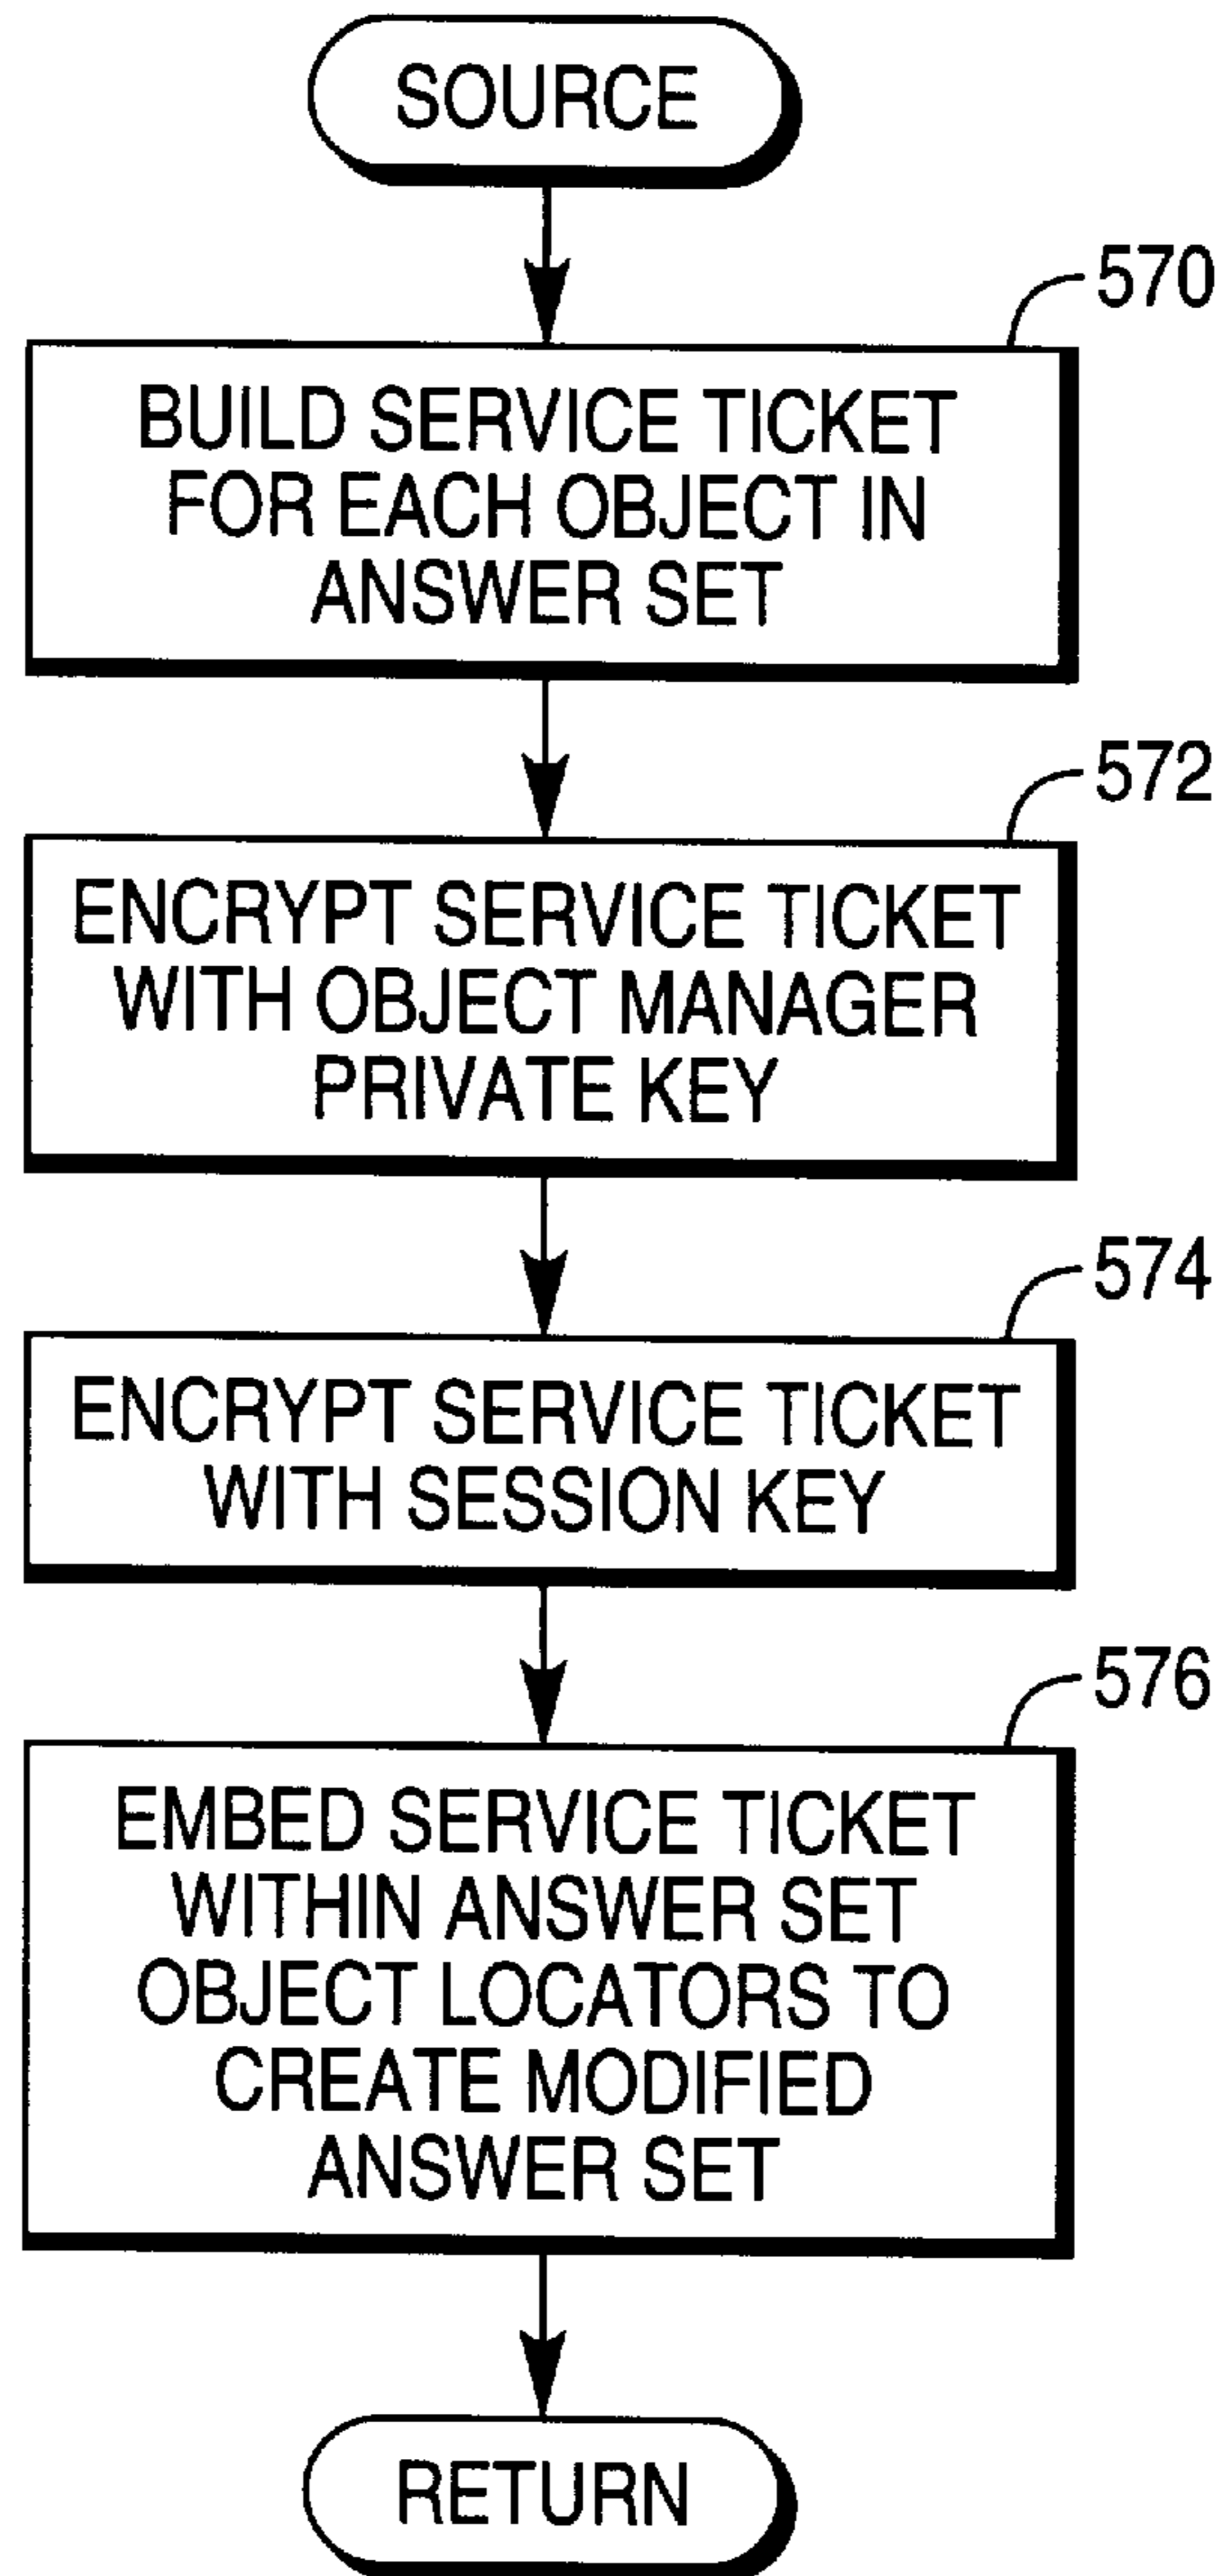 SOURCE
570
BUILD SERVICE TICKET
FOR EACH OBJECT IN
ANSWER SET
572
ENCRYPT SERVICE TICKET
WITH OBJECT MANAGER
PRIVATE KEY
574
ENCRYPT SERVICE TICKET
WITH SESSION KEY
576
EMBED SERVICE TICKET
WITHIN ANSWER SET
OBJECT LOCATORS TO
CREATE MODIFIED
ANSWER SET
RETURN